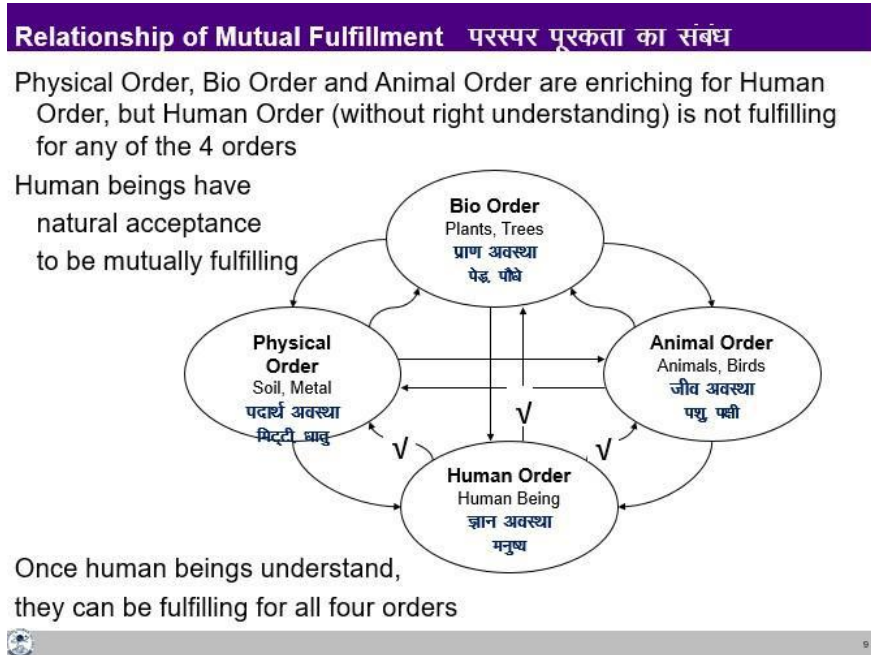 Relationship of Mutual Fulfillment परस्पर पूरकता का संबंध
Physical Order, Bio Order and Animal Order are enriching for Human
Order, but Human Order (without right understanding) is not fulfilling
for any of the 4 orders
Human beings have
natural acceptance
to be mutually fulfilling
Bio Order
Plants, Trees
प्राण अवस्था
पेड़, पौधे
Physical
Order
Soil, Metal
पदार्थ अवस्था
मिट्टी, धातु
Animal Order
Animals, Birds
जीव अवस्था
पशु, पक्षी
√
√
√
Human Order
Human Being
ज्ञान अवस्था
मनुष्य
Once human beings understand,
they can be fulfilling for all four orders
9